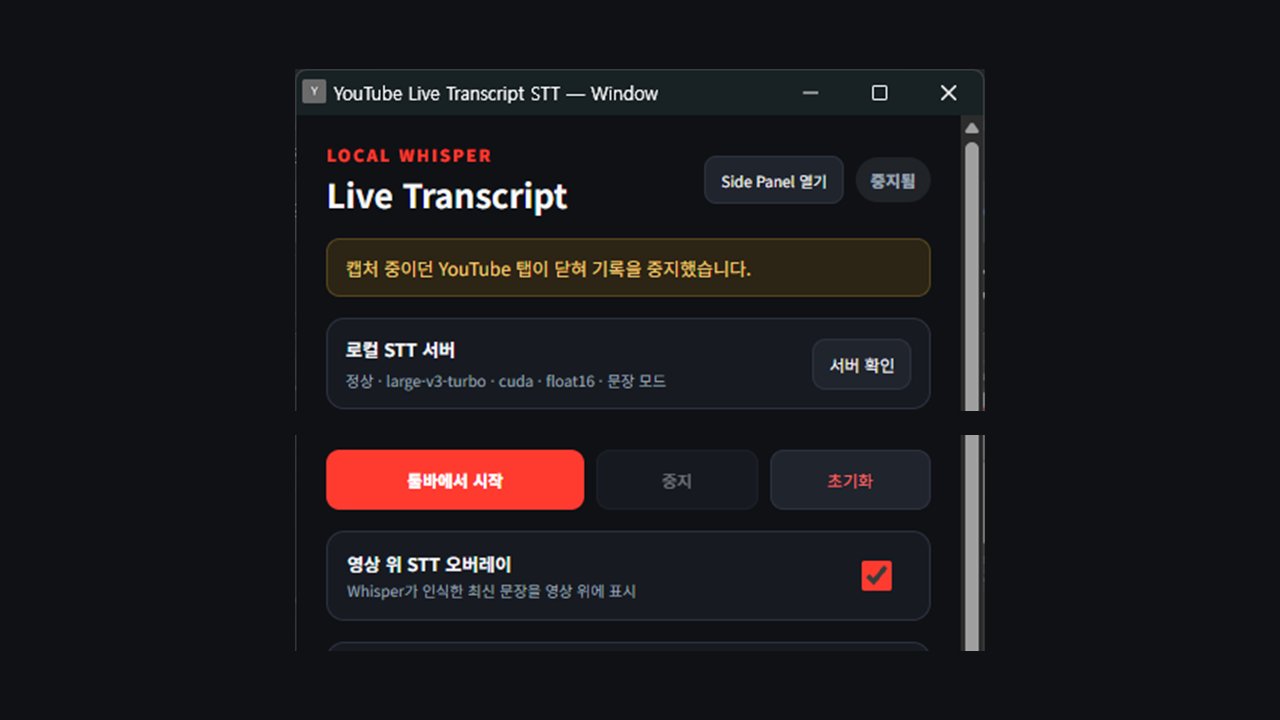 Y
YouTube Live Transcript STT — Window
LOCAL WHISPER
Live Transcript
Side Panel 열기
중지됨
캡처 중이던 YouTube 탭이 닫혀 기록을 중지했습니다.
로컬 STT 서버
정상 · large-v3-turbo · cuda · float16 · 문장 모드
서버 확인
툴바에서 시작
중지
초기화
영상 위 STT 오버레이
Whisper가 인식한 최신 문장을 영상 위에 표시